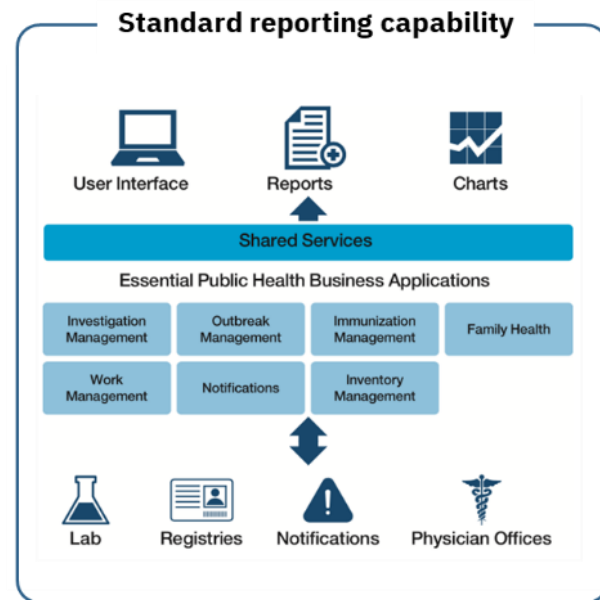 Standard reporting capability
User Interface
Reports
Charts
Shared Services
Essential Public Health Business Applications
Investigation
Management
Outbreak
Management
Immunization
Management
Family Health
Work
Management
Notifications
Inventory
Management
Lab
Registries
Notifications
Physician Offices